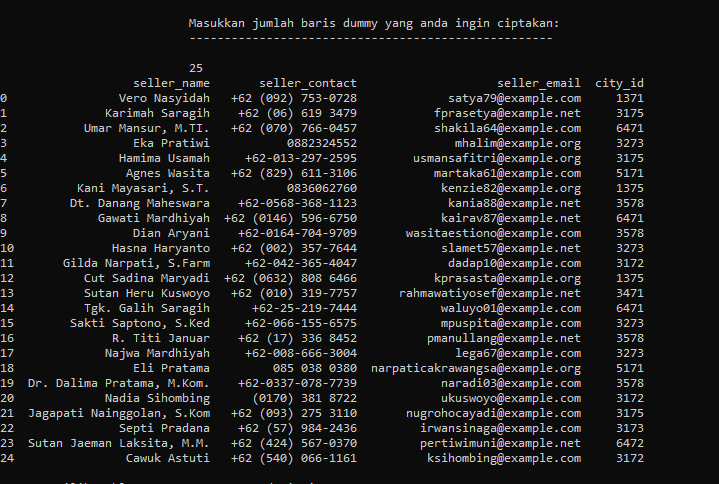 Masukkan jumlah baris dummy yang anda ingin ciptakan:
----------------------------------------------------
25
seller_name seller_contact seller_email city_id
0 Vero Nasyidah +62 (092) 753-0728 satya79@example.com 1371
1 Karimah Saragih +62 (06) 619 3479 fprasetya@example.net 3175
2 Umar Mansur, M.TI. +62 (070) 766-0457 shakila64@example.com 6471
3 Eka Pratiwi 0882324552 mhalim@example.org 3273
4 Hamima Usamah +62-013-297-2595 usmansafitri@example.org 3175
5 Agnes Wasita +62 (829) 611-3106 martaka61@example.com 5171
6 Kani Mayasari, S.T. 0836062760 kenzie82@example.org 1375
7 Dt. Danang Maheswara +62-0568-368-1123 kania88@example.net 3578
8 Gawati Mardhiyah +62 (0146) 596-6750 kairav87@example.net 6471
9 Dian Aryani +62-0164-704-9709 wasitaestiono@example.com 3578
10 Hasna Haryanto +62 (002) 357-7644 slamet57@example.net 3273
11 Gilda Narpati, S.Farm +62-042-365-4047 dadap10@example.com 3172
12 Cut Sadina Maryadi +62 (0632) 808 6466 kprasasta@example.org 1375
13 Sutan Heru Kuswoyo +62 (010) 319-7757 rahmawatiyosef@example.net 3471
14 Tgk. Galih Saragih +62-25-219-7444 waluyo01@example.com 6471
15 Sakti Saptono, S.Ked +62-066-155-6575 mpuspita@example.com 3273
16 R. Titi Januar +62 (17) 336 8452 pmanullang@example.net 3578
17 Najwa Mardhiyah +62-008-666-3004 lega67@example.com 3273
18 Eli Pratama 085 038 0380 narpaticakrawangsa@example.org 5171
19 Dr. Dalima Pratama, M.Kom. +62-0337-078-7739 naradi03@example.com 3578
20 Nadia Sihombing (0170) 381 8722 ukuswoyo@example.com 3172
21 Jagapati Nainggolan, S.Kom +62 (093) 275 3110 nugrohocayadi@example.com 3175
22 Septi Pradana +62 (57) 984-2436 irwansinaga@example.com 3173
23 Sutan Jaeman Laksita, M.M. +62 (424) 567-0370 pertiwimuni@example.net 6472
24 Cawuk Astuti +62 (540) 066-1161 ksihombing@example.com 3172